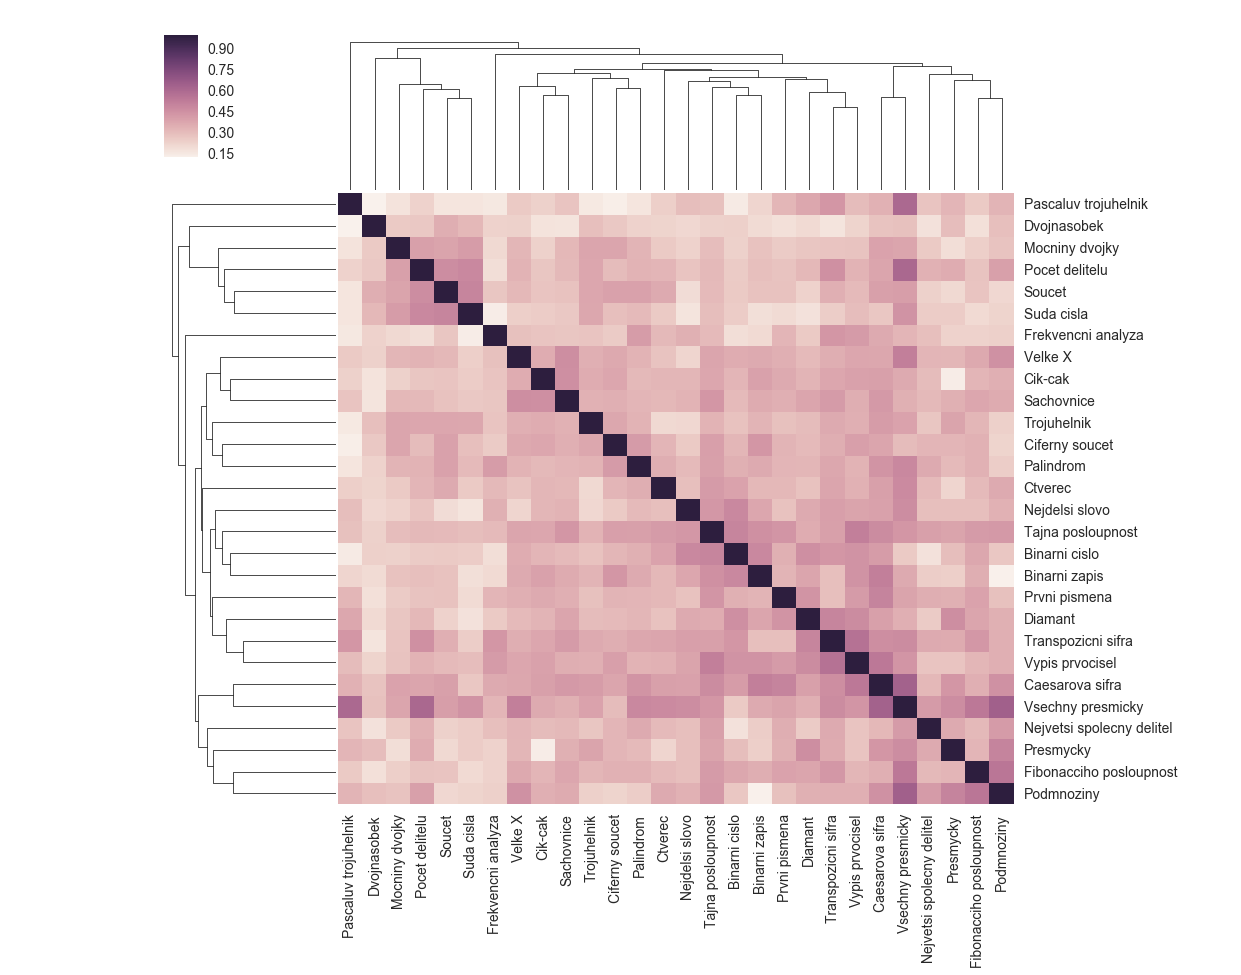 0.90
0.75
0.60
0.45
0.30
0.15
Pascaluv trojuhelnik
Dvojnasobek
Mocniny dvojky
Pocet delitelu
Soucet
Suda cisla
Frekvencni analyza
Velke X
Cik-cak
Sachovnice
Trojuhelnik
Ciferny soucet
Palindrom
Ctverec
Nejdelsi slovo
Tajna posloupnost
Binarni cislo
Binarni zapis
Prvni pismena
Diamant
Transpozicni sifra
Vypis prvocisel
Caesarova sifra
Vsechny presmicky
Nejvetsi spolecny delitel
Presmycky
Fibonacciho posloupnost
Podmnoziny
Pascaluv trojuhelnik
Dvojnasobek
Mocniny dvojky
Pocet delitelu
Soucet
Suda cisla
Frekvencni analyza
Velke X
Cik-cak
Sachovnice
Trojuhelnik
Ciferny soucet
Palindrom
Ctverec
Nejdelsi slovo
Tajna posloupnost
Binarni cislo
Binarni zapis
Prvni pismena
Diamant
Transpozicni sifra
Vypis prvocisel
Caesarova sifra
Vsechny presmicky
Nejvetsi spolecny delitel
Presmycky
Fibonacciho posloupnost
Podmnoziny